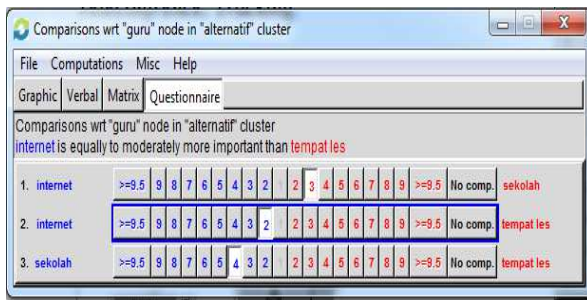 Comparisons wrt "guru" node in "alternatif" cluster
File Computations Misc Help
Graphic Verbal Matrix Questionnaire
Comparisons wrt "guru" node in "alternatif" cluster
internet is equally to moderately more important than tempat les
1. internet >=9.5 9 8 7 6 5 4 3 2 1 2 3 4 5 6 7 8 9 >=9.5 No comp. sekolah
2. internet >=9.5 9 8 7 6 5 4 3 2 1 2 3 4 5 6 7 8 9 >=9.5 No comp. tempat les
3. sekolah >=9.5 9 8 7 6 5 4 3 2 1 2 3 4 5 6 7 8 9 >=9.5 No comp. tempat les